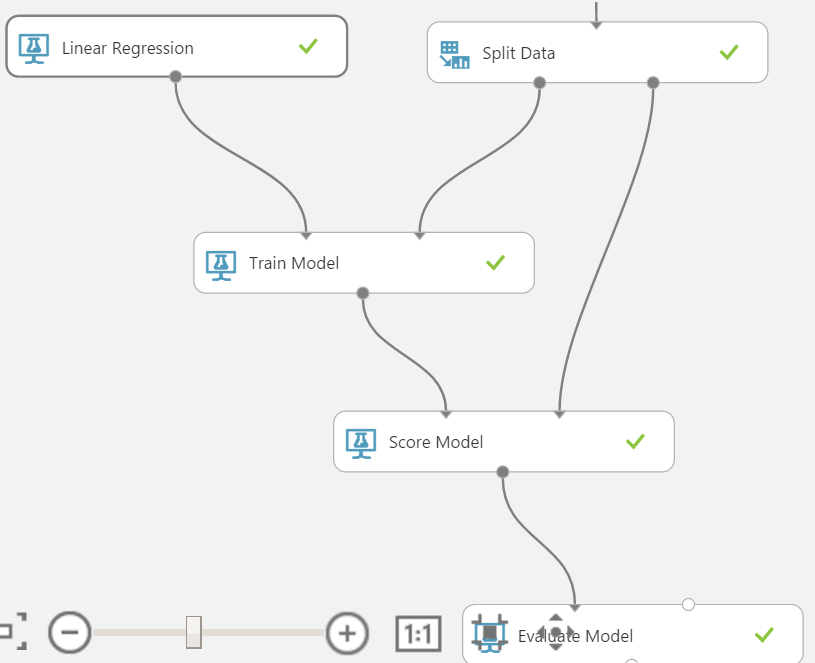 Linear Regression
Split Data
Train Model
Score Model
Evaluate Model
1:1